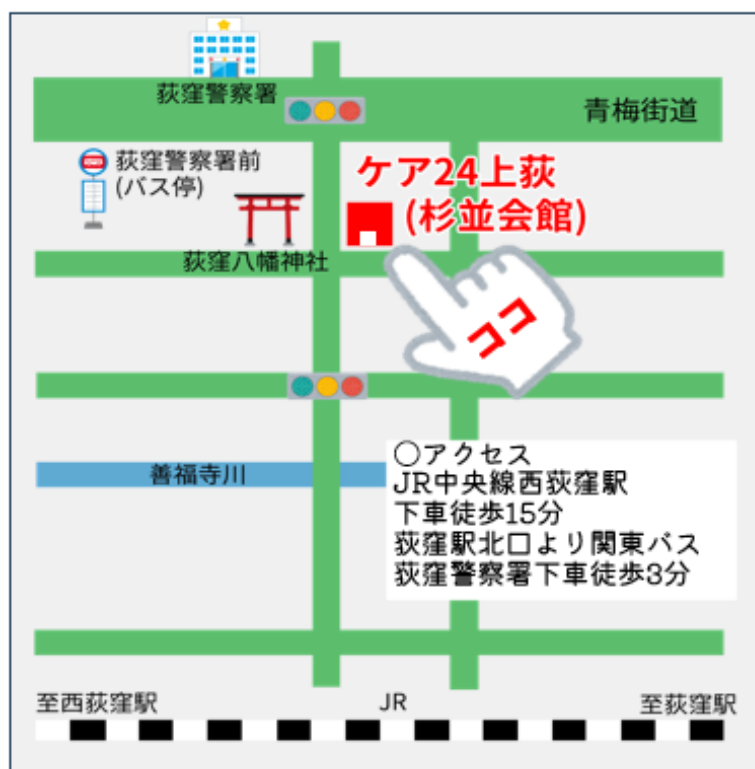 荻窪警察署
青梅街道
荻窪警察署前
(バス停)
ケア24上荻
(杉並会館)
荻窪八幡神社
ココ
善福寺川
○アクセス
JR中央線西荻窪駅
下車徒歩15分
荻窪駅北口より関東バス
荻窪警察署下車徒歩3分
至西荻窪駅
JR
至荻窪駅